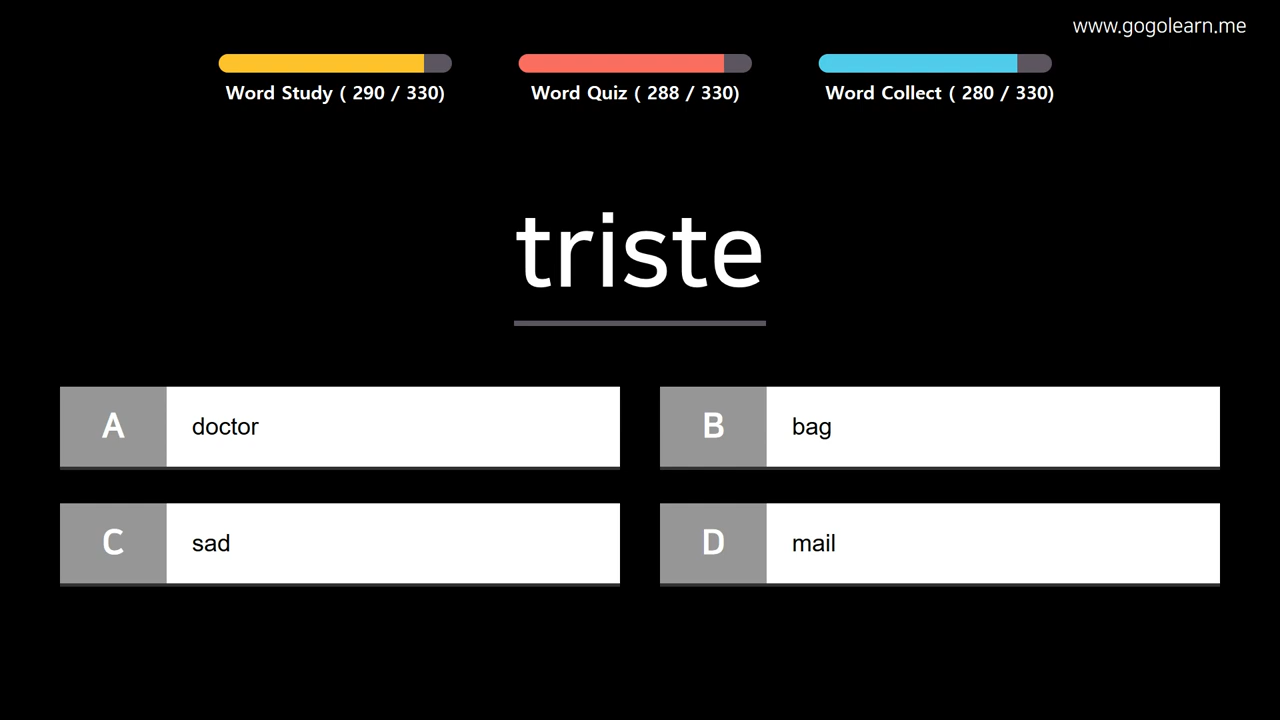 www.gogolearn.me
Word Study ( 290 / 330)
Word Quiz ( 288 / 330)
Word Collect ( 280 / 330)
triste
A doctor
B bag
C sad
D mail